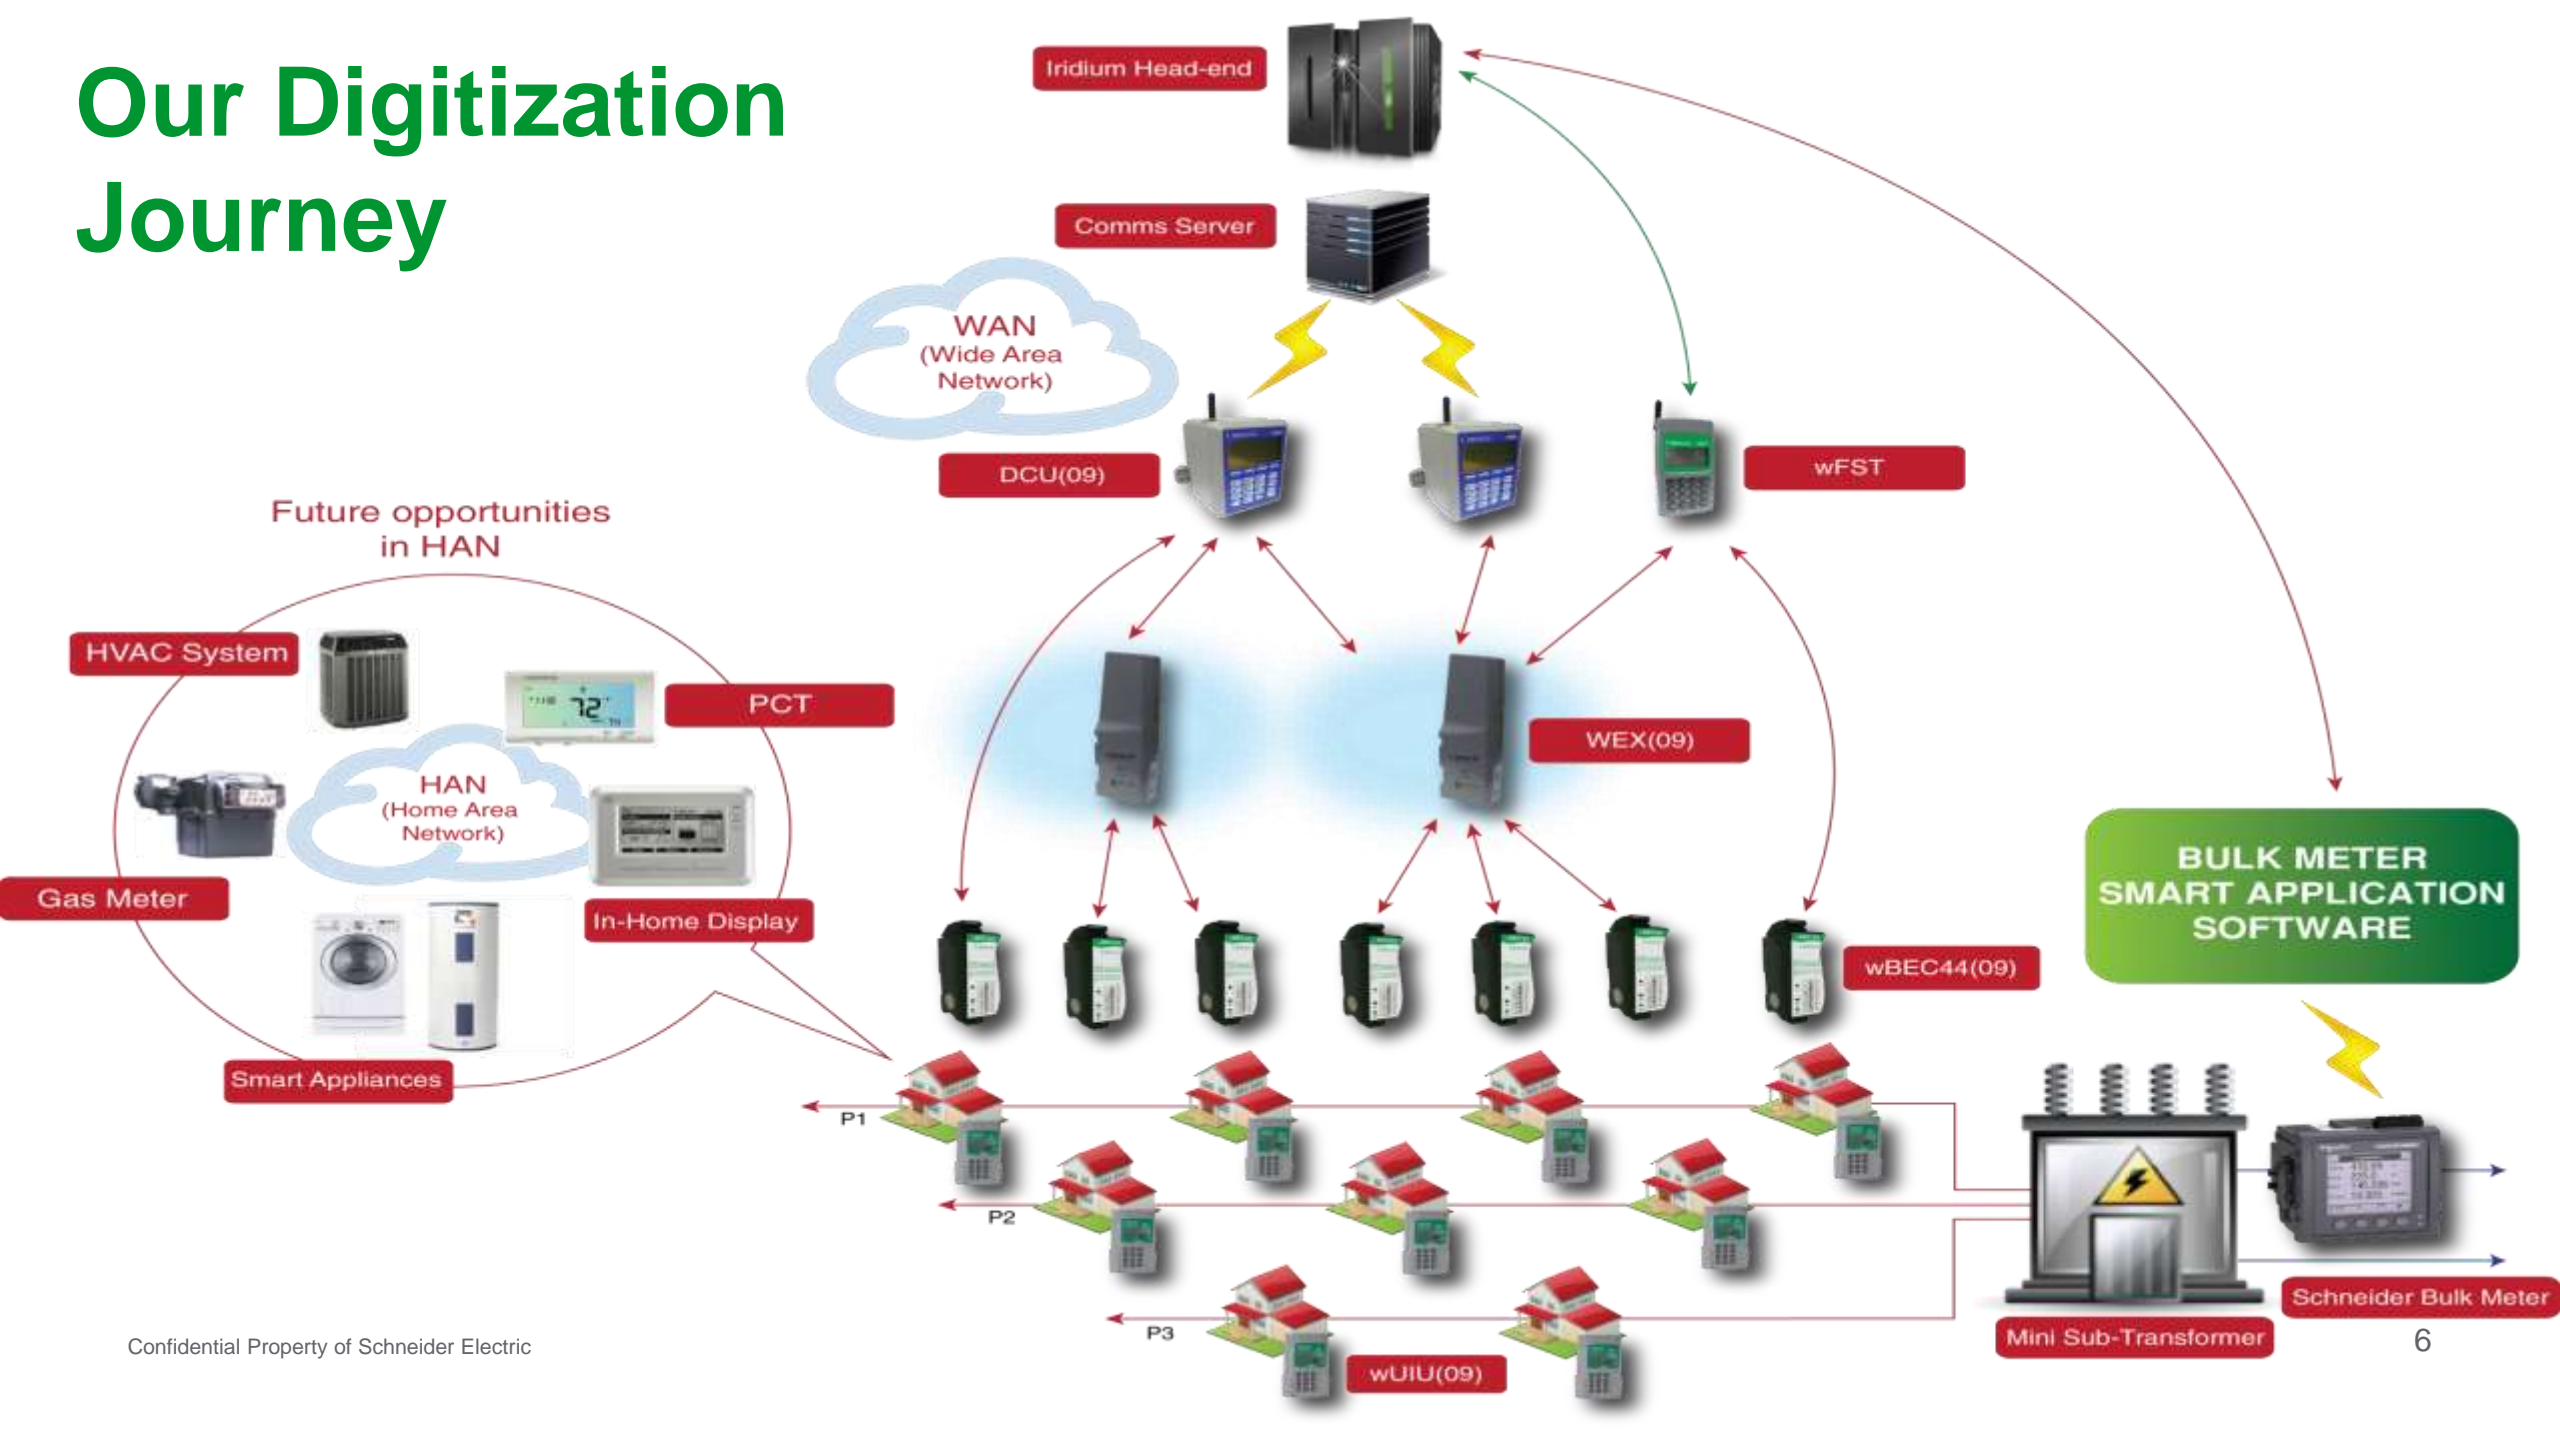 Our Digitization
Journey
Iridium Head-end
Comms Server
WAN
(Wide Area
Network)
DCU(09)
wFST
Future opportunities
in HAN
HVAC System
PCT
72
HAN
(Home Area
Network)
WEX(09)
Gas Meter
In-Home Display
BULK METER
SMART APPLICATION
SOFTWARE
wBEC44(09)
Smart Appliances
P1
P2
P3
Schneider Bulk Meter
Mini Sub-Transformer
wUIU(09)
Confidential Property of Schneider Electric
6